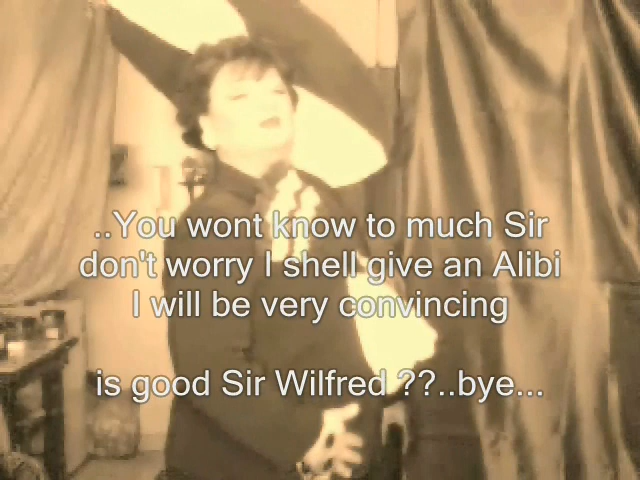 ..You wont know to much Sir
don't worry I shell give an Alibi
I will be very convincing
is good Sir Wilfred ??..bye...